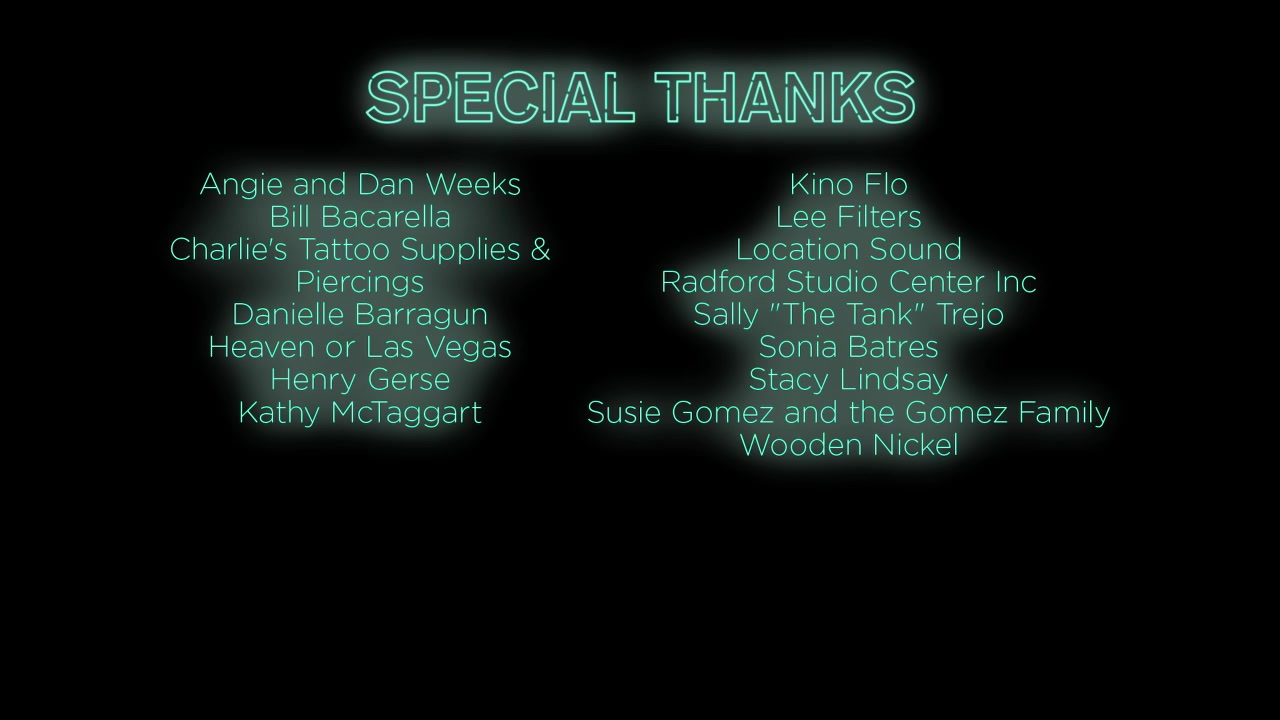 SPECIAL THANKS
Angie and Dan Weeks
Bill Bacarella
Charlie's Tattoo Supplies &
Piercings
Danielle Barragun
Heaven or Las Vegas
Henry Gerse
Kathy McTaggart
Kino Flo
Lee Filters
Location Sound
Radford Studio Center Inc
Sally "The Tank" Trejo
Sonia Batres
Stacy Lindsay
Susie Gomez and the Gomez Family
Wooden Nickel